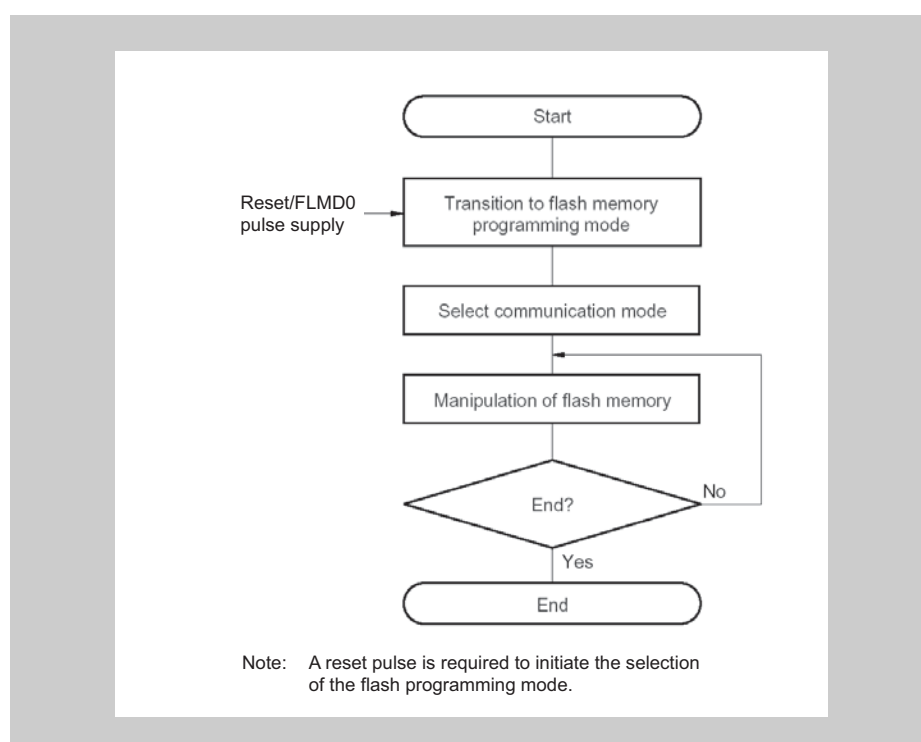 Start
Reset/FLMD0
pulse supply
Transition to flash memory
programming mode
Select communication mode
Manipulation of flash memory
End?
No
Yes
End
Note: A reset pulse is required to initiate the selection
of the flash programming mode.